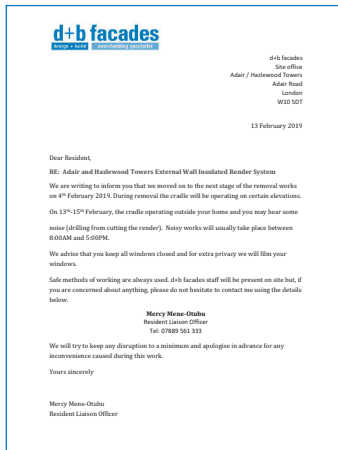 d+b facades
design + build overcladding specialist
d+b facades
Site office
Adair / Hazlewood Towers
Adair Road
London
W10 5DT
13 February 2019
Dear Resident,
RE: Adair and Hazlewood Towers External Wall Insulated Render System
We are writing to inform you that we moved on to the next stage of the removal works
on 4th February 2019. During removal the cradle will be operating on certain elevations.
On 13th-15th February, the cradle operating outside your home and you may hear some
noise (drilling from cutting the render). Noisy works will usually take place between
8:00AM and 5:00PM.
We advise that you keep all windows closed and for extra privacy we will film your
windows.
Safe methods of working are always used. d+b facades staff will be present on site but, if
you are concerned about anything, please do not hesitate to contact me using the details
below.
Mercy Mene-Otubu
Resident Liaison Officer
Tel: 07889 561 333
We will try to keep any disruption to a minimum and apologise in advance for any
inconvenience caused during this work.
Yours sincerely
Mercy Mene-Otubu
Resident Liaison Officer